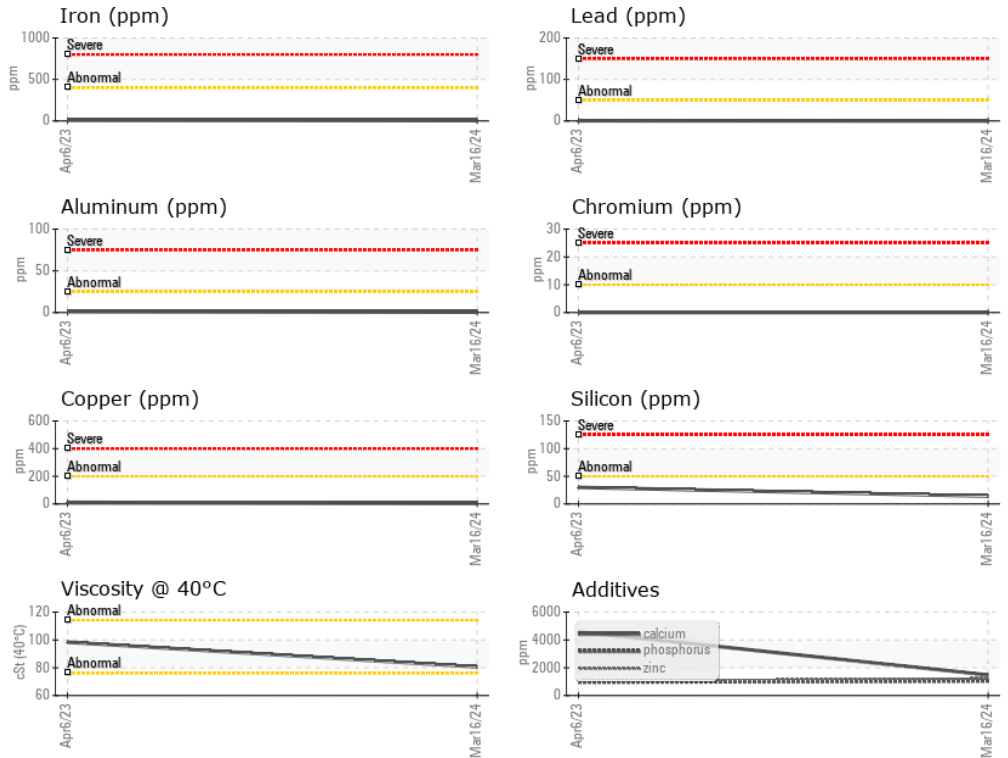 Iron (ppm)
1000
Severe
500
Abnormal
0
ppm
Apr6/23
Mar16/24
Lead (ppm)
200
Severe
100
Abnormal
0
ppm
Apr6/23
Mar16/24
Aluminum (ppm)
100
Severe
50
Abnormal
0
ppm
Apr6/23
Mar16/24
Chromium (ppm)
30
Severe
20
Abnormal
10
0
ppm
Apr6/23
Mar16/24
Copper (ppm)
600
Severe
400
Abnormal
200
0
ppm
Apr6/23
Mar16/24
Silicon (ppm)
150
Severe
100
Abnormal
50
0
ppm
Apr6/23
Mar16/24
Viscosity @ 40°C
120
Abnormal
100
80
Abnormal
60
cSt (40°C)
Apr6/23
Mar16/24
Additives
6000
calcium
4000
phosphorus
2000
zinc
0
ppm
Apr6/23
Mar16/24